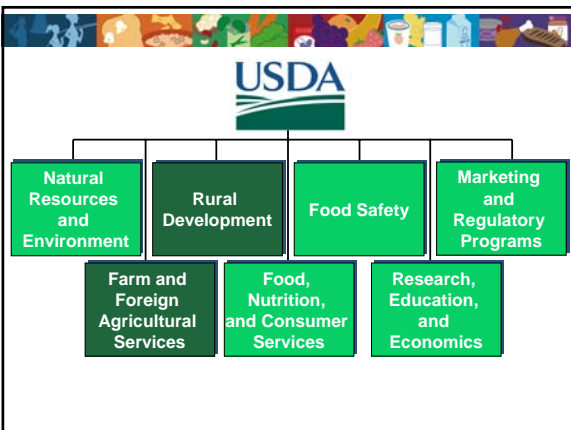 USDA
Natural
Resources
and
Environment
Rural
Development
Food Safety
Marketing
and
Regulatory
Programs
Farm and
Foreign
Agricultural
Services
Food,
Nutrition,
and Consumer
Services
Research,
Education,
and
Economics